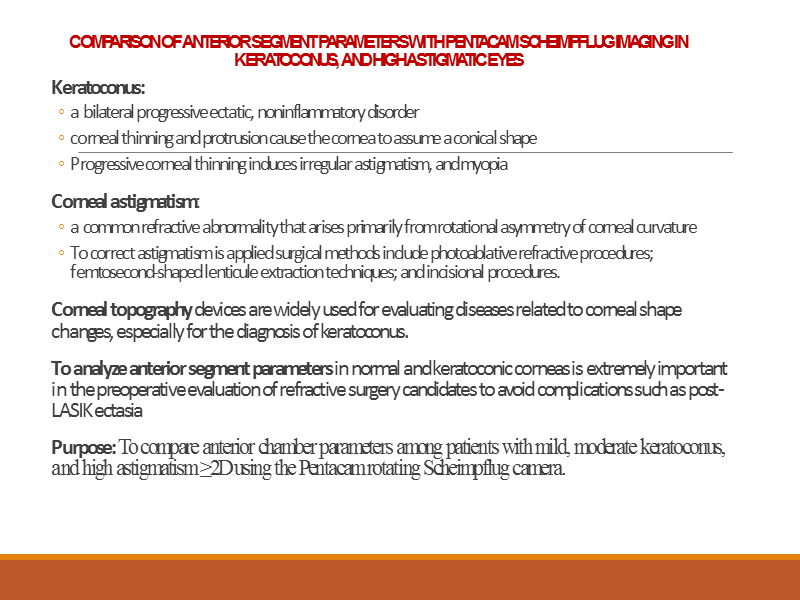 COMPARISON OF ANTERIOR SEGMENT PARAMETERS WITH PENTACAM SCHEIMPFFLUG IMAGING IN
KERATOCONUS, AND HIGH ASTIGMATIC EYES
Keratoconus:
◦ a bilateral progressive ectatic, noninflammatory disorder
◦ corneal thinning and protrusion cause the cornea to assume a conical shape
◦ Progressive corneal thinning induces irregular astigmatism, and myopia
Corneal astigmatism:
◦ a common refractive abnormality that arises primarily from rotational asymmetry of corneal curvature
◦ To correct astigmatism is applied surgical methods include photoablative refractive procedures;
femtosecond-shaped lenticule extraction techniques; and incisional procedures.
Corneal topography devices are widely used for evaluating diseases related to corneal shape
changes, especially for the diagnosis of keratoconus.
To analyze anterior segment parameters in normal and keratoconic corneas is extremely important
in the preoperative evaluation of refractive surgery candidates to avoid complications such as post-
LASIK ectasia
Purpose: To compare anterior chamber parameters among patients with mild, moderate keratoconus,
and high astigmatism ≥2D using the Pentacam rotating Scheimpflug camera.